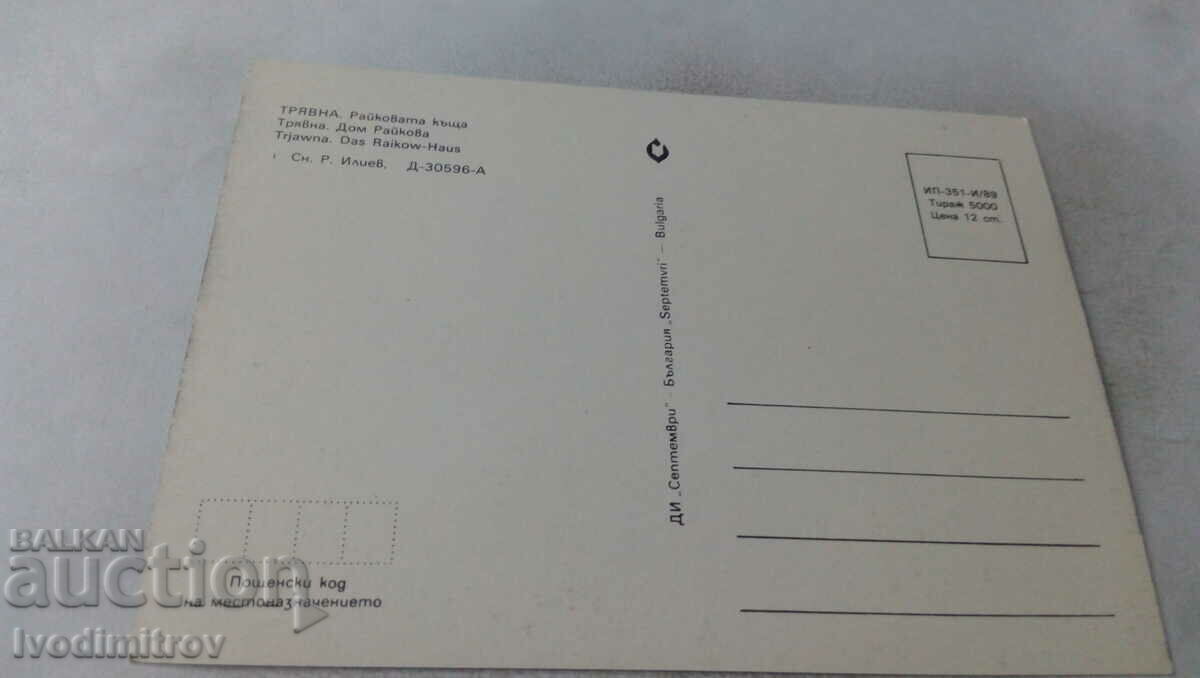 ТРЯВНА. Райковата къща
Трявна. Дом Райкова
Trjawna. Das Raikow-Haus
Сн. Р. Илиев, Д-30596-А
ИП-351-И/89
Тираж 5000
Цена 12 ст.
ДИ „Септември" – България „Septemvri" – Bulgaria
Пощенски код
на местоназначението
BALKAN
auction
Ivodimitrov